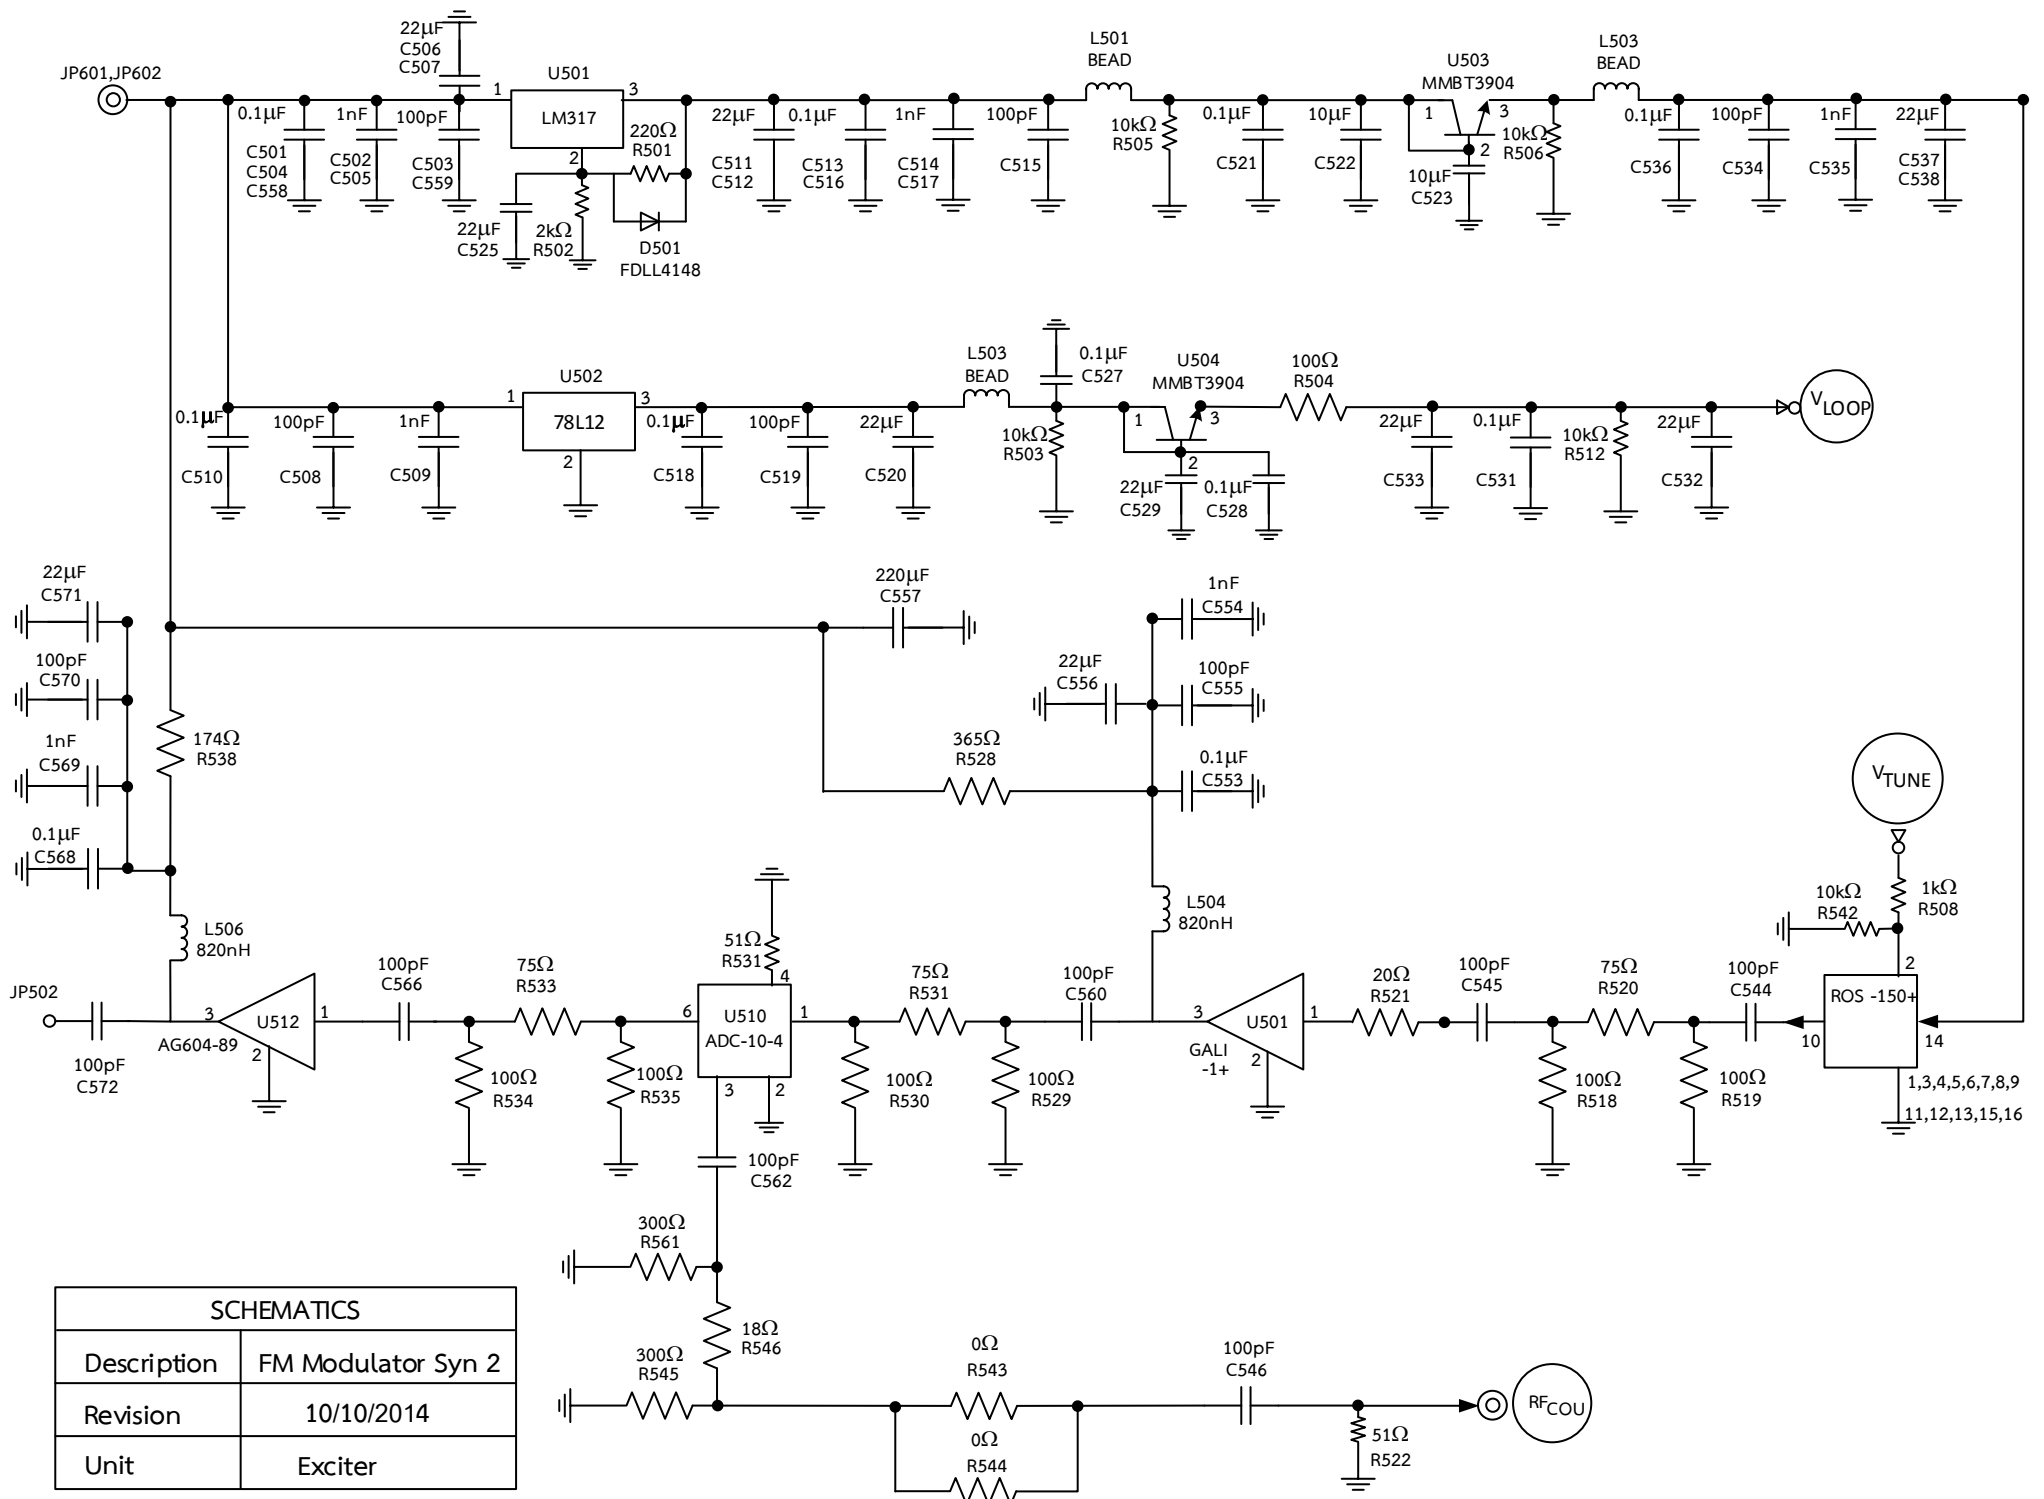 JP601,JP602
22µF
C506
C507
0.1µF
C501
C504
C558
1nF
C502
C505
100pF
C503
C559
1
U501
LM317
3
2
220Ω
R501
22µF
C525
2kΩ
R502
D501
FDLL4148
22µF
C511
C512
0.1µF
C513
C516
1nF
C514
C517
100pF
C515
L501
BEAD
10kΩ
R505
0.1µF
C521
10µF
C522
U503
MMBT3904
1
3
2
10µF
C523
10kΩ
R506
L503
BEAD
0.1µF
C536
100pF
C534
1nF
C535
22µF
C537
C538
0.1µF
C510
100pF
C508
1nF
C509
1
U502
78L12
3
2
0.1µF
C518
100pF
C519
22µF
C520
L503
BEAD
0.1µF
C527
10kΩ
R503
U504
MMBT3904
1
3
2
22µF
C529
0.1µF
C528
100Ω
R504
22µF
C533
0.1µF
C531
10kΩ
R512
22µF
C532
VLOOP
22µF
C571
100pF
C570
1nF
C569
0.1µF
C568
174Ω
R538
220µF
C557
1nF
C554
22µF
C556
100pF
C555
365Ω
R528
0.1µF
C553
VTUNE
10kΩ
R542
1kΩ
R508
L506
820nH
L504
820nH
JP502
100pF
C572
3
U512
1
2
AG604-89
100pF
C566
75Ω
R533
100Ω
R534
100Ω
R535
51Ω
R531
4
6
U510
ADC-10-4
1
3
2
75Ω
R531
100Ω
R530
100Ω
R529
100pF
C560
3
U501
1
2
GALI
-1+
20Ω
R521
100pF
C545
75Ω
R520
100Ω
R518
100Ω
R519
100pF
C544
2
ROS -150+
10
14
1,3,4,5,6,7,8,9
11,12,13,15,16
100pF
C562
300Ω
R561
18Ω
R546
300Ω
R545
0Ω
R543
0Ω
R544
100pF
C546
51Ω
R522
RFCOU
SCHEMATICS
Description FM Modulator Syn 2
Revision 10/10/2014
Unit Exciter